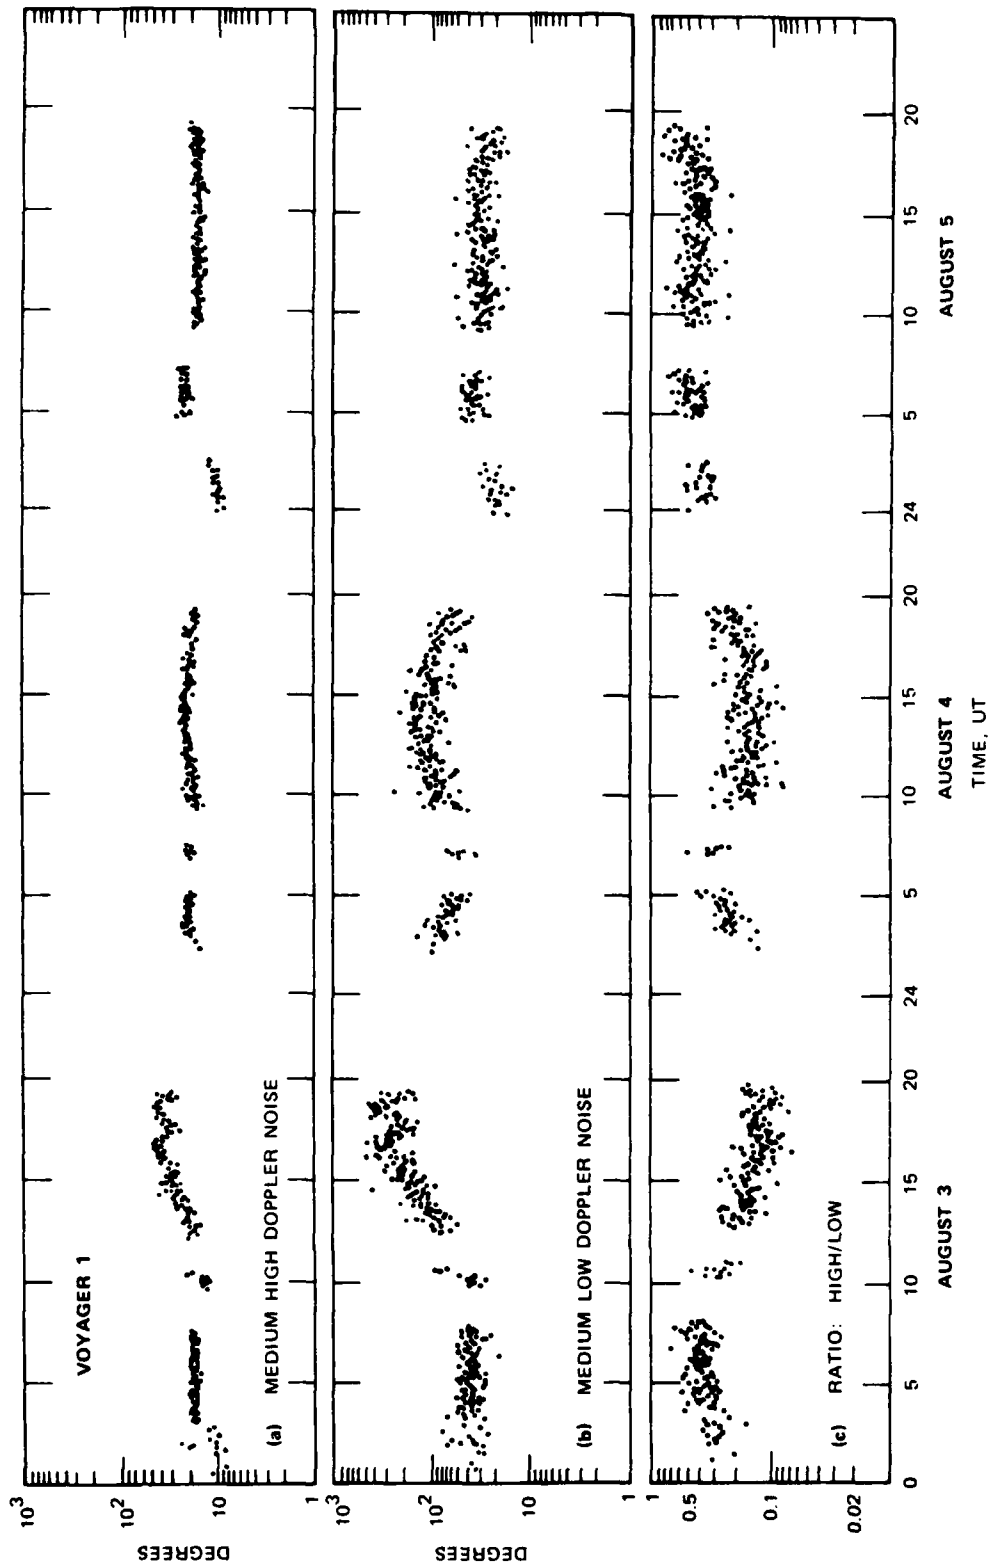 VOYAGER 1
10³
10²
10
1
DEGREES
(a) MEDIUM HIGH DOPPLER NOISE
10³
10²
10
1
DEGREES
(b) MEDIUM LOW DOPPLER NOISE
1
0.5
0.1
0.02
(c) RATIO: HIGH/LOW
0 5 10 15 20 24 5 10 15 20 24 5 10 15 20
AUGUST 3 AUGUST 4 AUGUST 5
TIME, UT